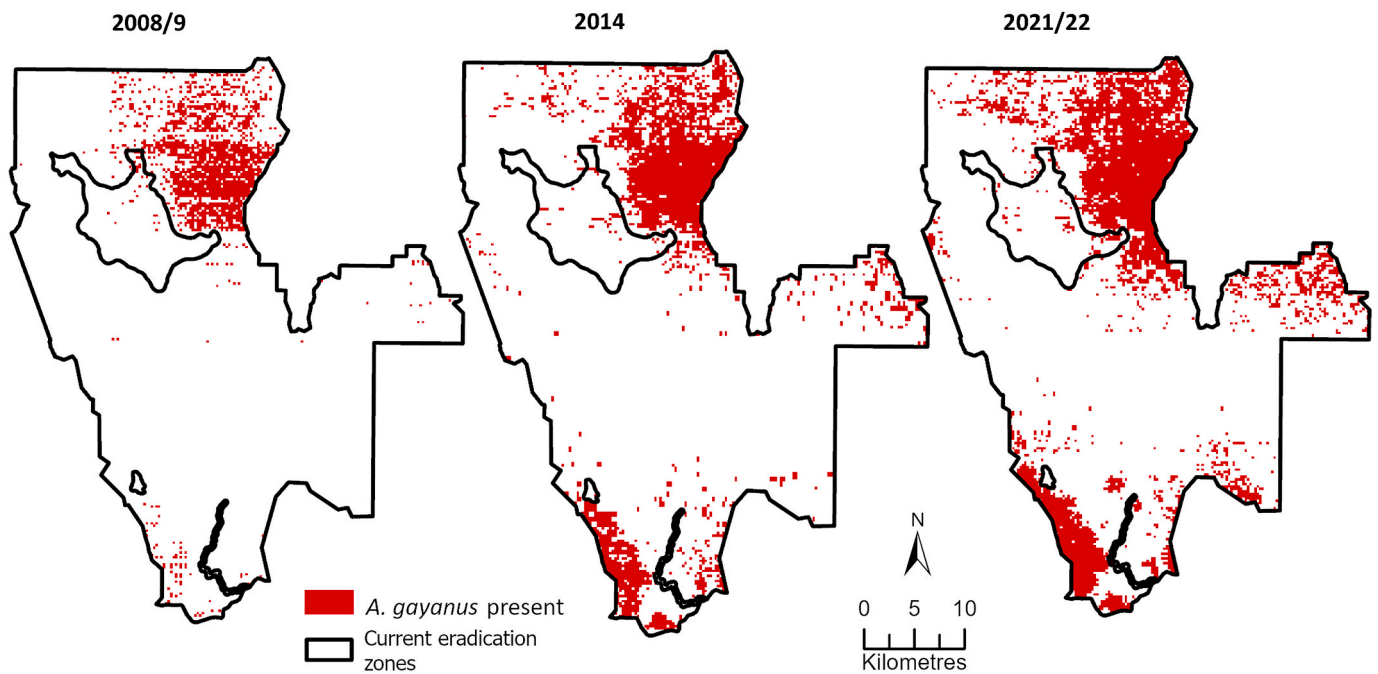 2008/9
2014
2021/22
A. gayanus present
Current eradication
zones
N
0 5 10
Kilometres